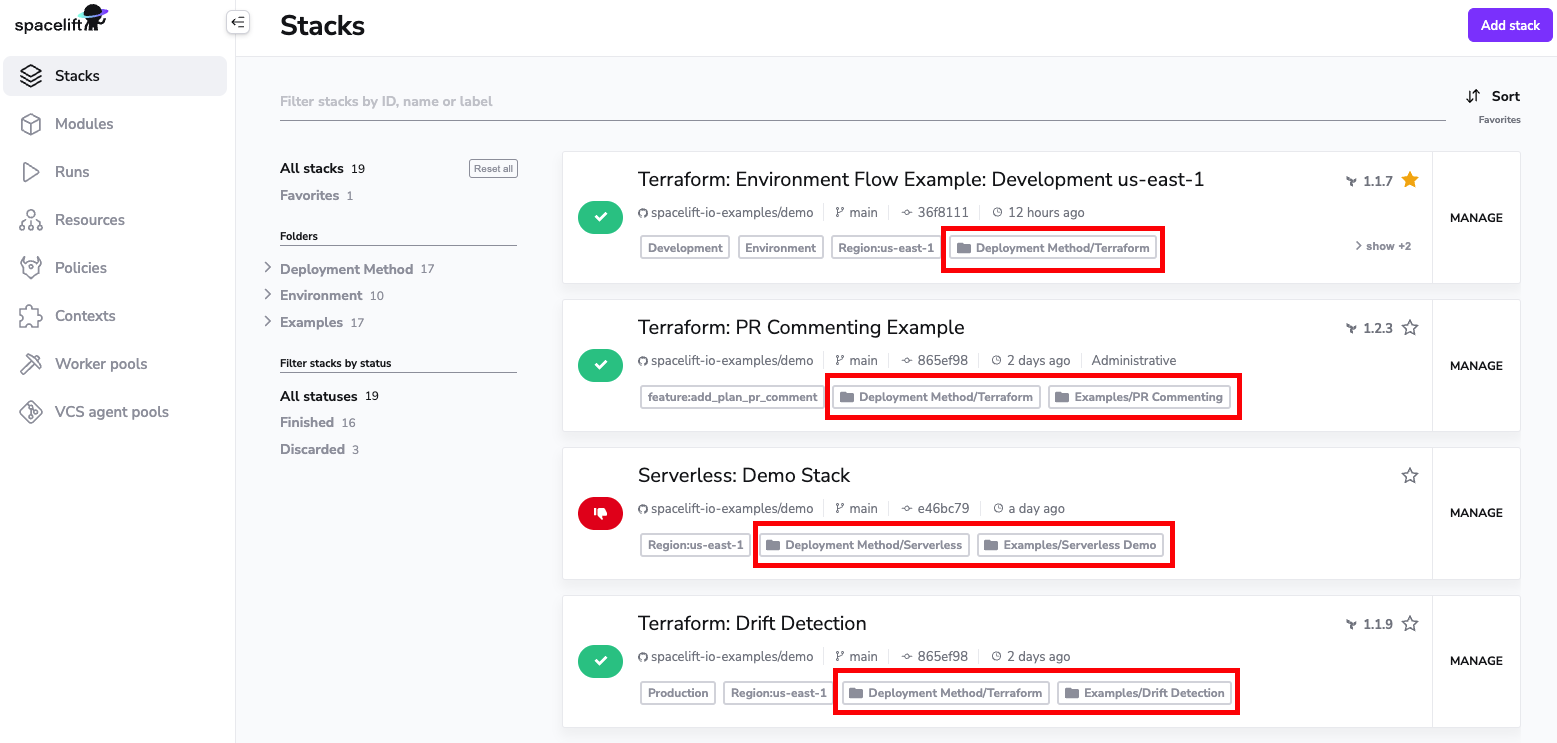 spacelift
Stacks
Add stack
Stacks
Modules
Runs
Resources
Policies
Contexts
Worker pools
VCS agent pools
Filter stacks by ID, name or label
Sort
Favorites
All stacks 19
Reset all
Favorites 1
Folders
Deployment Method 17
Environment 10
Examples 17
Filter stacks by status
All statuses 19
Finished 16
Discarded 3
Terraform: Environment Flow Example: Development us-east-1
1.1.7
spacelift-io-examples/demo main 36f8111 12 hours ago
MANAGE
Development Environment Region:us-east-1 Deployment Method/Terraform
show +2
Terraform: PR Commenting Example
1.2.3
spacelift-io-examples/demo main 865ef98 2 days ago Administrative
MANAGE
feature:add_plan_pr_comment Deployment Method/Terraform Examples/PR Commenting
Serverless: Demo Stack
spacelift-io-examples/demo main e46bc79 a day ago
MANAGE
Region:us-east-1 Deployment Method/Serverless Examples/Serverless Demo
Terraform: Drift Detection
1.1.9
spacelift-io-examples/demo main 865ef98 2 days ago
MANAGE
Production Region:us-east-1 Deployment Method/Terraform Examples/Drift Detection